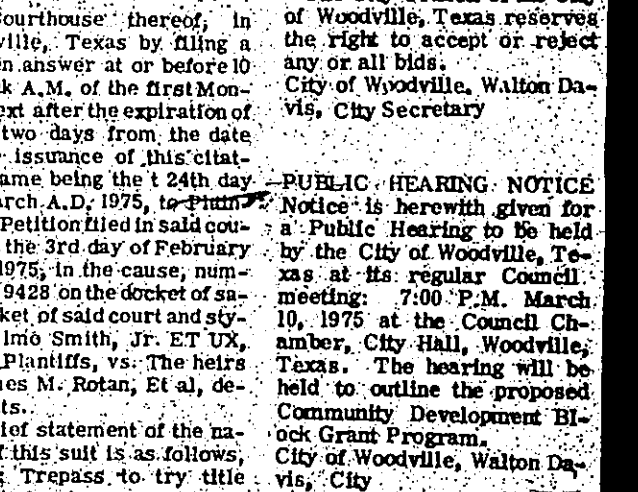 ourthouse thereof, in
ville, Texas by filing a
n answer at or before 10
k A.M. of the first Mon-
ext after the expiration of
two days from the date
issuance of this citat-
ame being the t 24th day
rch A.D. 1975, to
Petition filed in said cou-
the 3rd day of February
1975, in the cause, num-
9428 on the docket of sa-
ket of said court and sty-
Imo Smith, Jr. ET UX,
Plantiffs, vs. The heirs
es M. Rotan, Et al, de-
ts.
ief statement of the na-
f this suit is as follows,
Trepass to try title
of Woodville, Texas reserves
the right to accept or reject
any or all bids.
City of Woodville, Walton Da-
vis, City Secretary
PUBLIC HEARING NOTICE
Notice is herewith given for
a Public Hearing to be held
by the City of Woodville, Te-
xas at its regular Council
meeting: 7:00 P.M. March
10, 1975 at the Council Ch-
amber, City Hall, Woodville,
Texas. The hearing will be
held to outline the proposed
Community Development Bl-
ock Grant Program.
City of Woodville, Walton Da-
vis, City